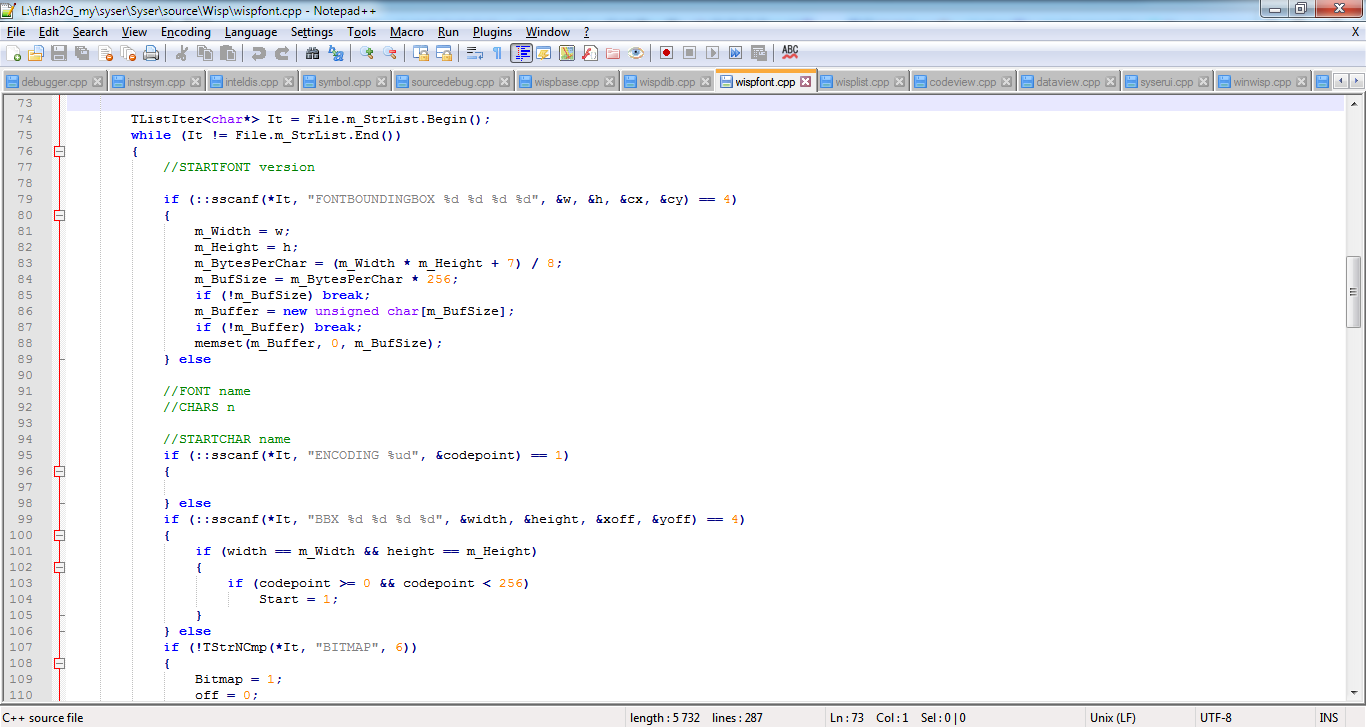 L:\flash2G_my\syser\Syser\source\Wisp\wispfont.cpp - Notepad++
File Edit Search View Encoding Language Settings Tools Macro Run Plugins Window ? X
ABC
debugger.cpp instrsym.cpp inteldis.cpp symbol.cpp sourcedebug.cpp wispbase.cpp wispdib.cpp wispfont.cpp wisplist.cpp codeview.cpp dataview.cpp syserui.cpp winwisp.cpp
73
74 TListIter<char*> It = File.m_StrList.Begin();
75 while (It != File.m_StrList.End())
76 {
77 //STARTFONT version
78
79 if (::sscanf(*It, "FONTBOUNDINGBOX %d %d %d %d", &w, &h, &cx, &cy) == 4)
80 {
81 m_Width = w;
82 m_Height = h;
83 m_BytesPerChar = (m_Width * m_Height + 7) / 8;
84 m_BufSize = m_BytesPerChar * 256;
85 if (!m_BufSize) break;
86 m_Buffer = new unsigned char[m_BufSize];
87 if (!m_Buffer) break;
88 memset(m_Buffer, 0, m_BufSize);
89 } else
90
91 //FONT name
92 //CHARS n
93
94 //STARTCHAR name
95 if (::sscanf(*It, "ENCODING %ud", &codepoint) == 1)
96 {
97
98 } else
99 if (::sscanf(*It, "BBX %d %d %d %d", &width, &height, &xoff, &yoff) == 4)
100 {
101 if (width == m_Width && height == m_Height)
102 {
103 if (codepoint >= 0 && codepoint < 256)
104 Start = 1;
105 }
106 } else
107 if (!TStrNCmp(*It, "BITMAP", 6))
108 {
109 Bitmap = 1;
110 off = 0;
C++ source file length : 5 732 lines : 287 Ln : 73 Col : 1 Sel : 0 | 0 Unix (LF) UTF-8 INS